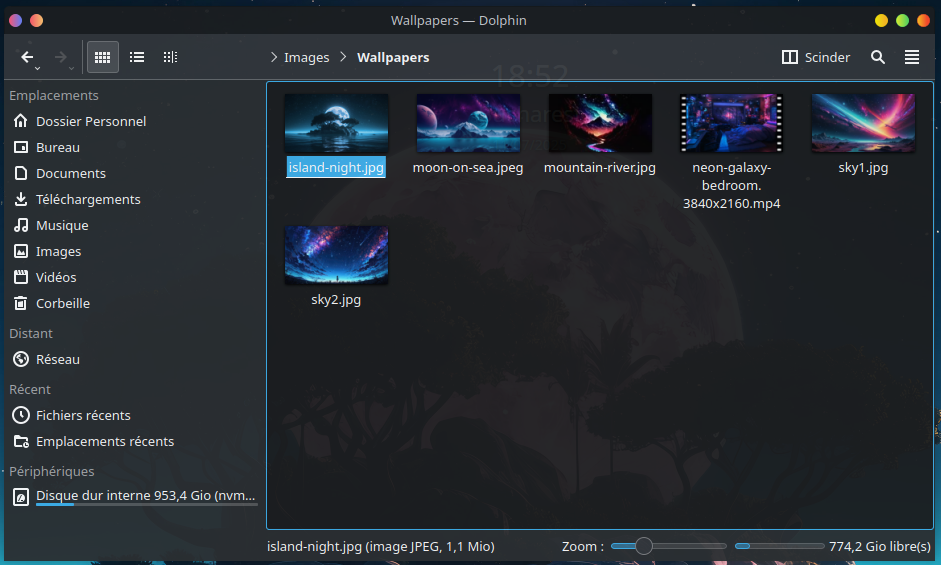 Wallpapers — Dolphin
Images
Wallpapers
Scinder
18:52
Emplacements
Dossier Personnel
Bureau
Documents
Téléchargements
Musique
Images
Vidéos
Corbeille
Distant
Réseau
Récent
Fichiers récents
Emplacements récents
Périphériques
Disque dur interne 953,4 Gio (nvm...
island-night.jpg
moon-on-sea.jpeg
mountain-river.jpg
neon-galaxy-
bedroom.
3840x2160.mp4
sky1.jpg
sky2.jpg
island-night.jpg (image JPEG, 1,1 Mio)
Zoom :
774,2 Gio libre(s)